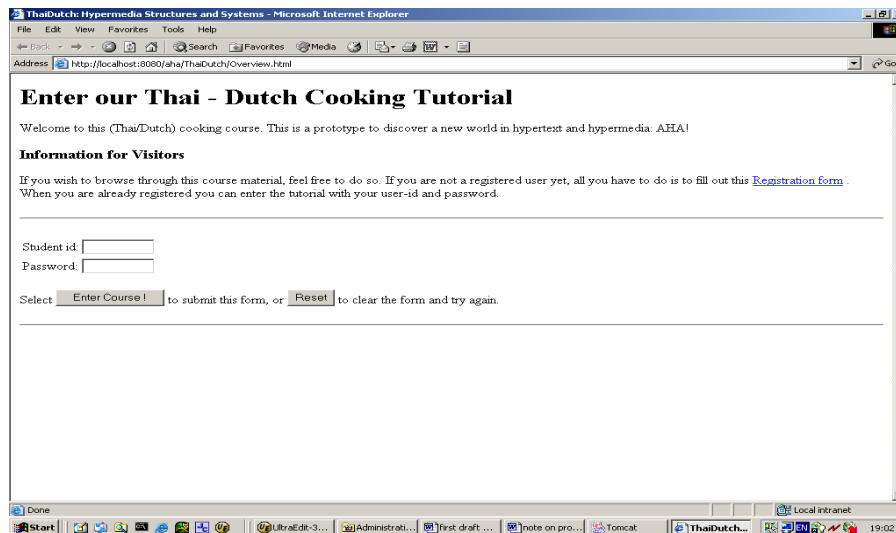 ThaiDutch: Hypermedia Structures and Systems - Microsoft Internet Explorer
File Edit View Favorites Tools Help
Back Search Favorites Media
Address http://localhost:8080/aha/ThaiDutch/Overview.html Go
Enter our Thai - Dutch Cooking Tutorial
Welcome to this (Thai/Dutch) cooking course. This is a prototype to discover a new world in hypertext and hypermedia: AHA!
Information for Visitors
If you wish to browse through this course material, feel free to do so. If you are not a registered user yet, all you have to do is to fill out this Registration form .
When you are already registered you can enter the tutorial with your user-id and password.
Student id:
Password:
Select Enter Course ! to submit this form, or Reset to clear the form and try again.
Done Local intranet
Start UltraEdit-3... Administrati... first draft ... note on pro... Tomcat ThaiDutch... EN 19:02